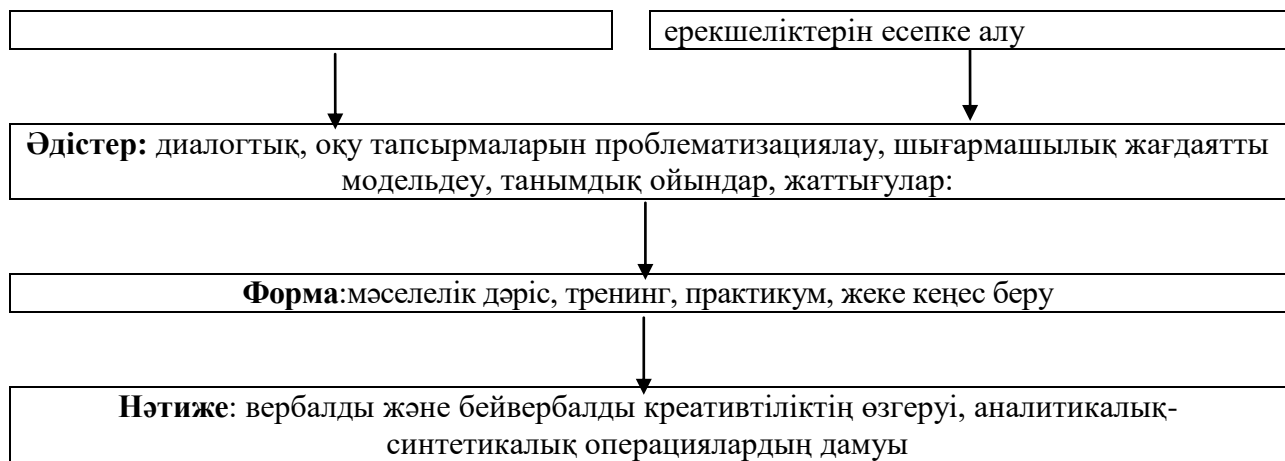 ерекшеліктерін есепке алу
Әдістер: диалогтық, оқу тапсырмаларын проблематизациялау, шығармашылық жағдаятты
модельдеу, танымдық ойындар, жаттығулар:
Форма:мәселелік дәріс, тренинг, практикум, жеке кеңес беру
Нәтиже: вербалды және бейвербалды креативтіліктің өзгеруі, аналитикалық-
синтетикалық операциялардың дамуы